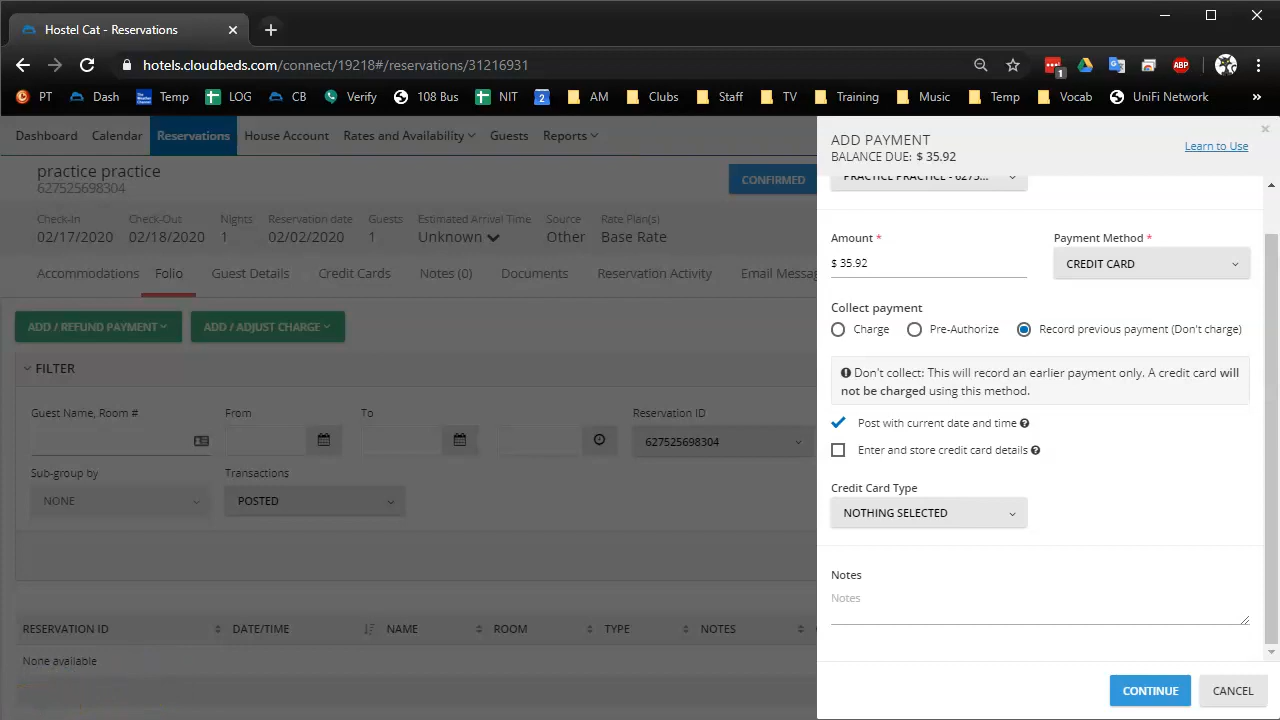 Hostel Cat - Reservations
hotels.cloudbeds.com/connect/19218#/reservations/31216931
1
ABP
PT Dash Temp LOG CB Verify 108 Bus NIT 2 AM Clubs Staff TV Training Music Temp Vocab UniFi Network »
Dashboard Calendar Reservations House Account Rates and Availability Guests Reports
practice practice
627525698304
CONFIRMED
Check-In Check-Out Nights Reservation date Guests Estimated Arrival Time Source Rate Plan(s)
02/17/2020 02/18/2020 1 02/02/2020 1 Unknown Other Base Rate
Accommodations Folio Guest Details Credit Cards Notes (0) Documents Reservation Activity Email Messag
ADD / REFUND PAYMENT ADD / ADJUST CHARGE
FILTER
Guest Name, Room # From To Reservation ID
627525698304
Sub-group by Transactions
NONE POSTED
RESERVATION ID DATE/TIME NAME ROOM TYPE NOTES
None available
ADD PAYMENT
BALANCE DUE: $ 35.92
Learn to Use
PRACTICE PRACTICE - 6275...
Amount * Payment Method *
$ 35.92 CREDIT CARD
Collect payment
Charge Pre-Authorize Record previous payment (Don't charge)
Don't collect: This will record an earlier payment only. A credit card will
not be charged using this method.
Post with current date and time
Enter and store credit card details
Credit Card Type
NOTHING SELECTED
Notes
Notes
CONTINUE CANCEL